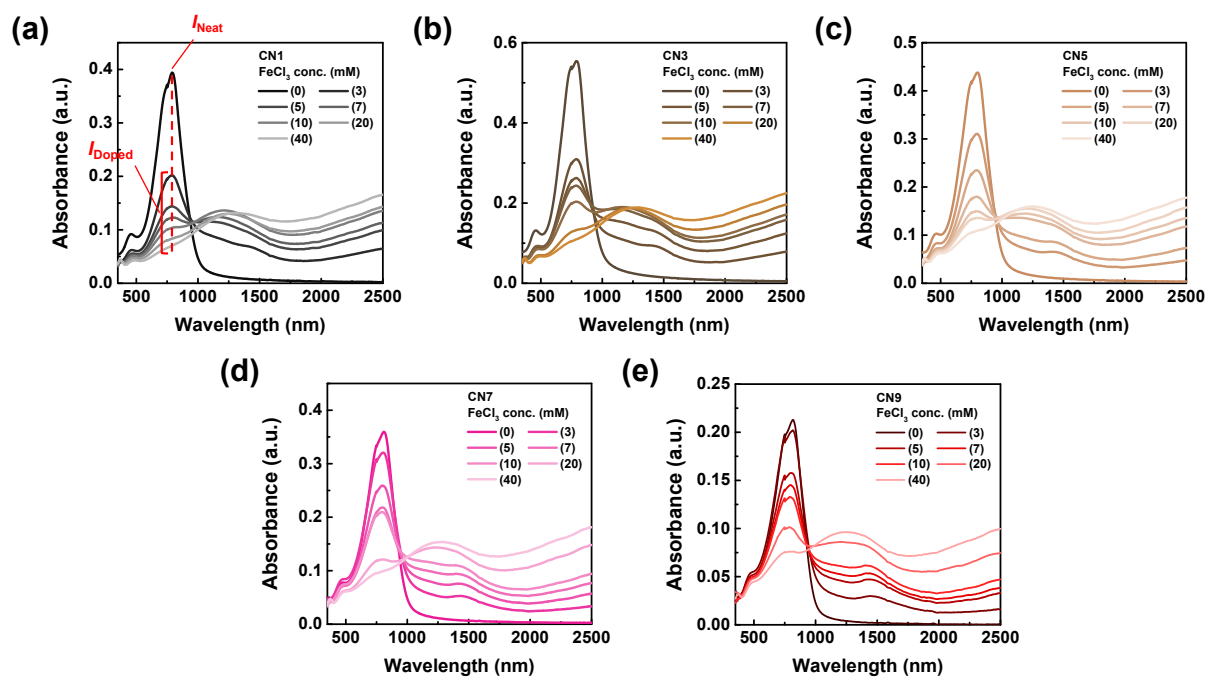 (a)
I_Neat
I_Doped
CN1
FeCl₃ conc. (mM)
(0) (3)
(5) (7)
(10) (20)
(40)
0.4
0.3
0.2
0.1
0.0
Absorbance (a.u.)
500 1000 1500 2000 2500
Wavelength (nm)
(b)
CN3
FeCl₃ conc. (mM)
(0) (3)
(5) (7)
(10) (20)
(40)
0.6
0.4
0.2
0.0
Absorbance (a.u.)
500 1000 1500 2000 2500
Wavelength (nm)
(c)
CN5
FeCl₃ conc. (mM)
(0) (3)
(5) (7)
(10) (20)
(40)
0.5
0.4
0.3
0.2
0.1
0.0
Absorbance (a.u.)
500 1000 1500 2000 2500
Wavelength (nm)
(d)
CN7
FeCl₃ conc. (mM)
(0) (3)
(5) (7)
(10) (20)
(40)
0.4
0.3
0.2
0.1
0.0
Absorbance (a.u.)
500 1000 1500 2000 2500
Wavelength (nm)
(e)
CN9
FeCl₃ conc. (mM)
(0) (3)
(5) (7)
(10) (20)
(40)
0.25
0.20
0.15
0.10
0.05
0.00
Absorbance (a.u.)
500 1000 1500 2000 2500
Wavelength (nm)